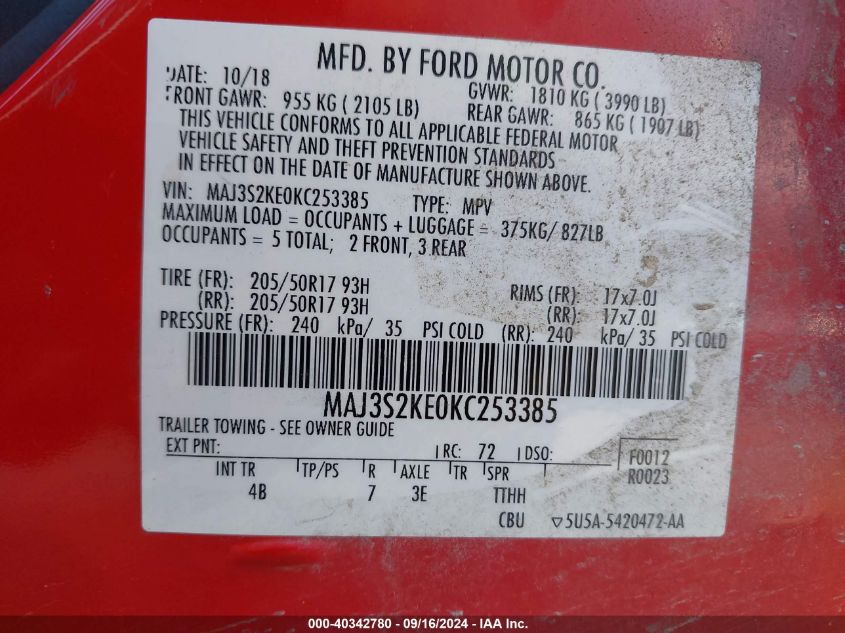 MFD. BY FORD MOTOR CO.
DATE: 10/18 GVWR: 1810 KG ( 3990 LB)
FRONT GAWR: 955 KG ( 2105 LB) REAR GAWR: 865 KG ( 1907 LB)
THIS VEHICLE CONFORMS TO ALL APPLICABLE FEDERAL MOTOR
VEHICLE SAFETY AND THEFT PREVENTION STANDARDS
IN EFFECT ON THE DATE OF MANUFACTURE SHOWN ABOVE.
VIN: MAJ3S2KE0KC253385 TYPE: MPV
MAXIMUM LOAD = OCCUPANTS + LUGGAGE = 375KG/ 827LB
OCCUPANTS = 5 TOTAL; 2 FRONT, 3 REAR
TIRE (FR): 205/50R17 93H RIMS (FR): 17x7.0J
(RR): 205/50R17 93H (RR): 17x7.0J
PRESSURE (FR): 240 kPa/ 35 PSI COLD (RR): 240 kPa/ 35 PSI COLD
MAJ3S2KE0KC253385
TRAILER TOWING - SEE OWNER GUIDE
EXT PNT: RC: 72 DSO: F0012
R0023
INT TR TP/PS R AXLE TR SPR
4B 7 3E TTHH
CBU ▽5U5A-5420472-AA
000-40342780 - 09/16/2024 - IAA Inc.